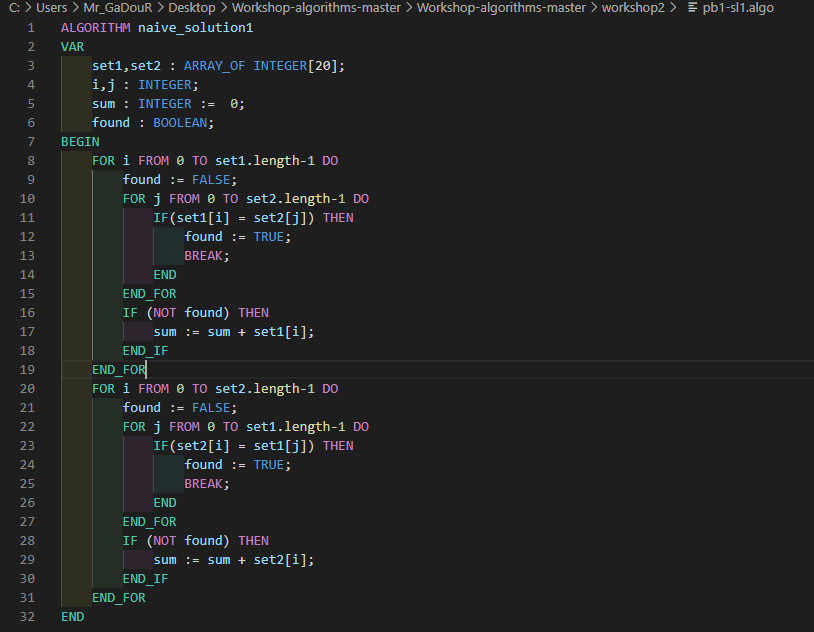 C: > Users > Mr_GaDouR > Desktop > Workshop-algorithms-master > Workshop-algorithms-master > workshop2 > pb1-sl1.algo
1 ALGORITHM naive_solution1
2 VAR
3     set1,set2 : ARRAY_OF INTEGER[20];
4     i,j : INTEGER;
5     sum : INTEGER :=  0;
6     found : BOOLEAN;
7 BEGIN
8     FOR i FROM 0 TO set1.length-1 DO
9         found := FALSE;
10         FOR j FROM 0 TO set2.length-1 DO
11             IF(set1[i] = set2[j]) THEN
12                 found := TRUE;
13                 BREAK;
14             END
15         END_FOR
16         IF (NOT found) THEN
17             sum := sum + set1[i];
18         END_IF
19     END_FOR
20     FOR i FROM 0 TO set2.length-1 DO
21         found := FALSE;
22         FOR j FROM 0 TO set1.length-1 DO
23             IF(set2[i] = set1[j]) THEN
24                 found := TRUE;
25                 BREAK;
26             END
27         END_FOR
28         IF (NOT found) THEN
29             sum := sum + set2[i];
30         END_IF
31     END_FOR
32 END